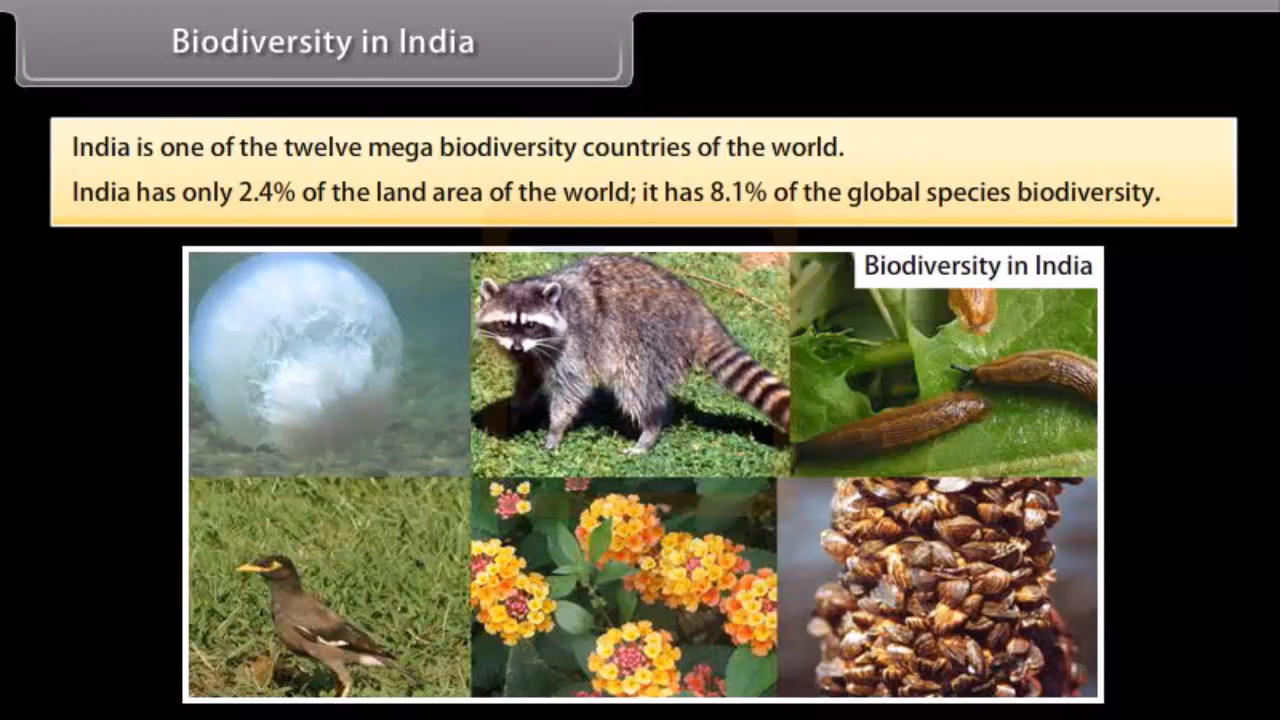 Biodiversity in India
India is one of the twelve mega biodiversity countries of the world.
India has only 2.4% of the land area of the world; it has 8.1% of the global species biodiversity.
Biodiversity in India